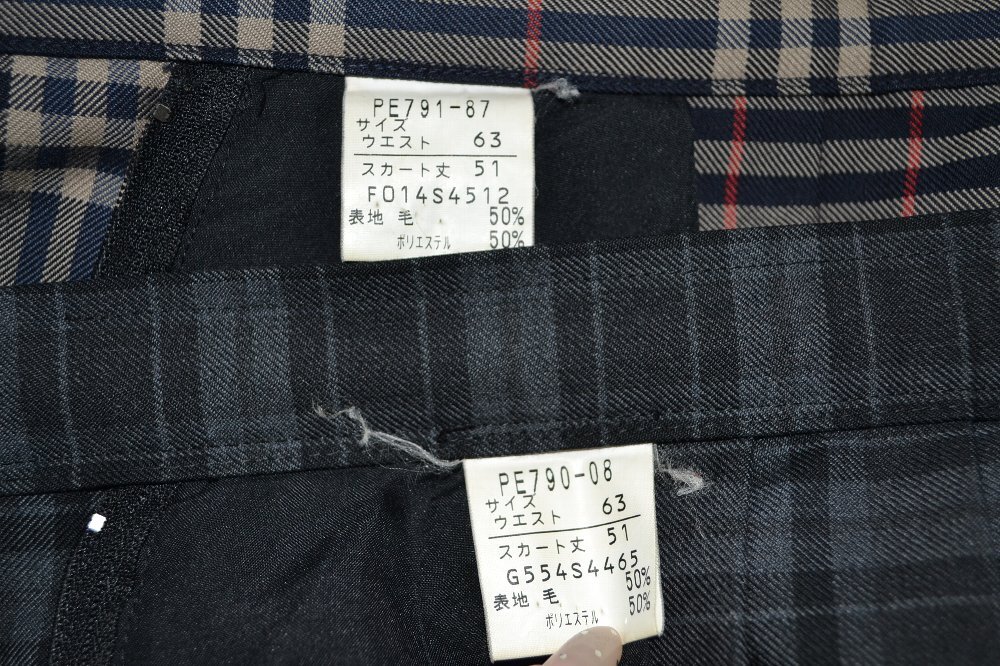 PE791-87
サイズ
ウエスト 63
スカート丈 51
F014S4512
表地 毛 50%
ポリエステル 50%
PE790-08
サイズ
ウエスト 63
スカート丈 51
G554S4465
表地 毛 50%
ポリエステル 50%